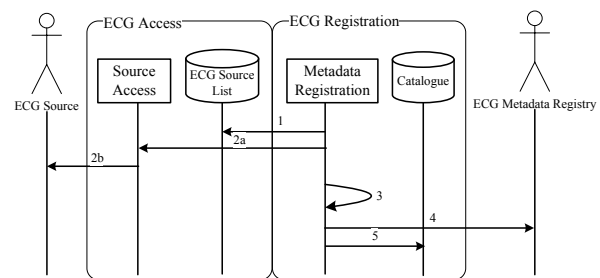 ECG Access
ECG Registration
Source
Access
ECG Source
List
Metadata
Registration
Catalogue
ECG Source
ECG Metadata Registry
1
2a
2b
3
4
5